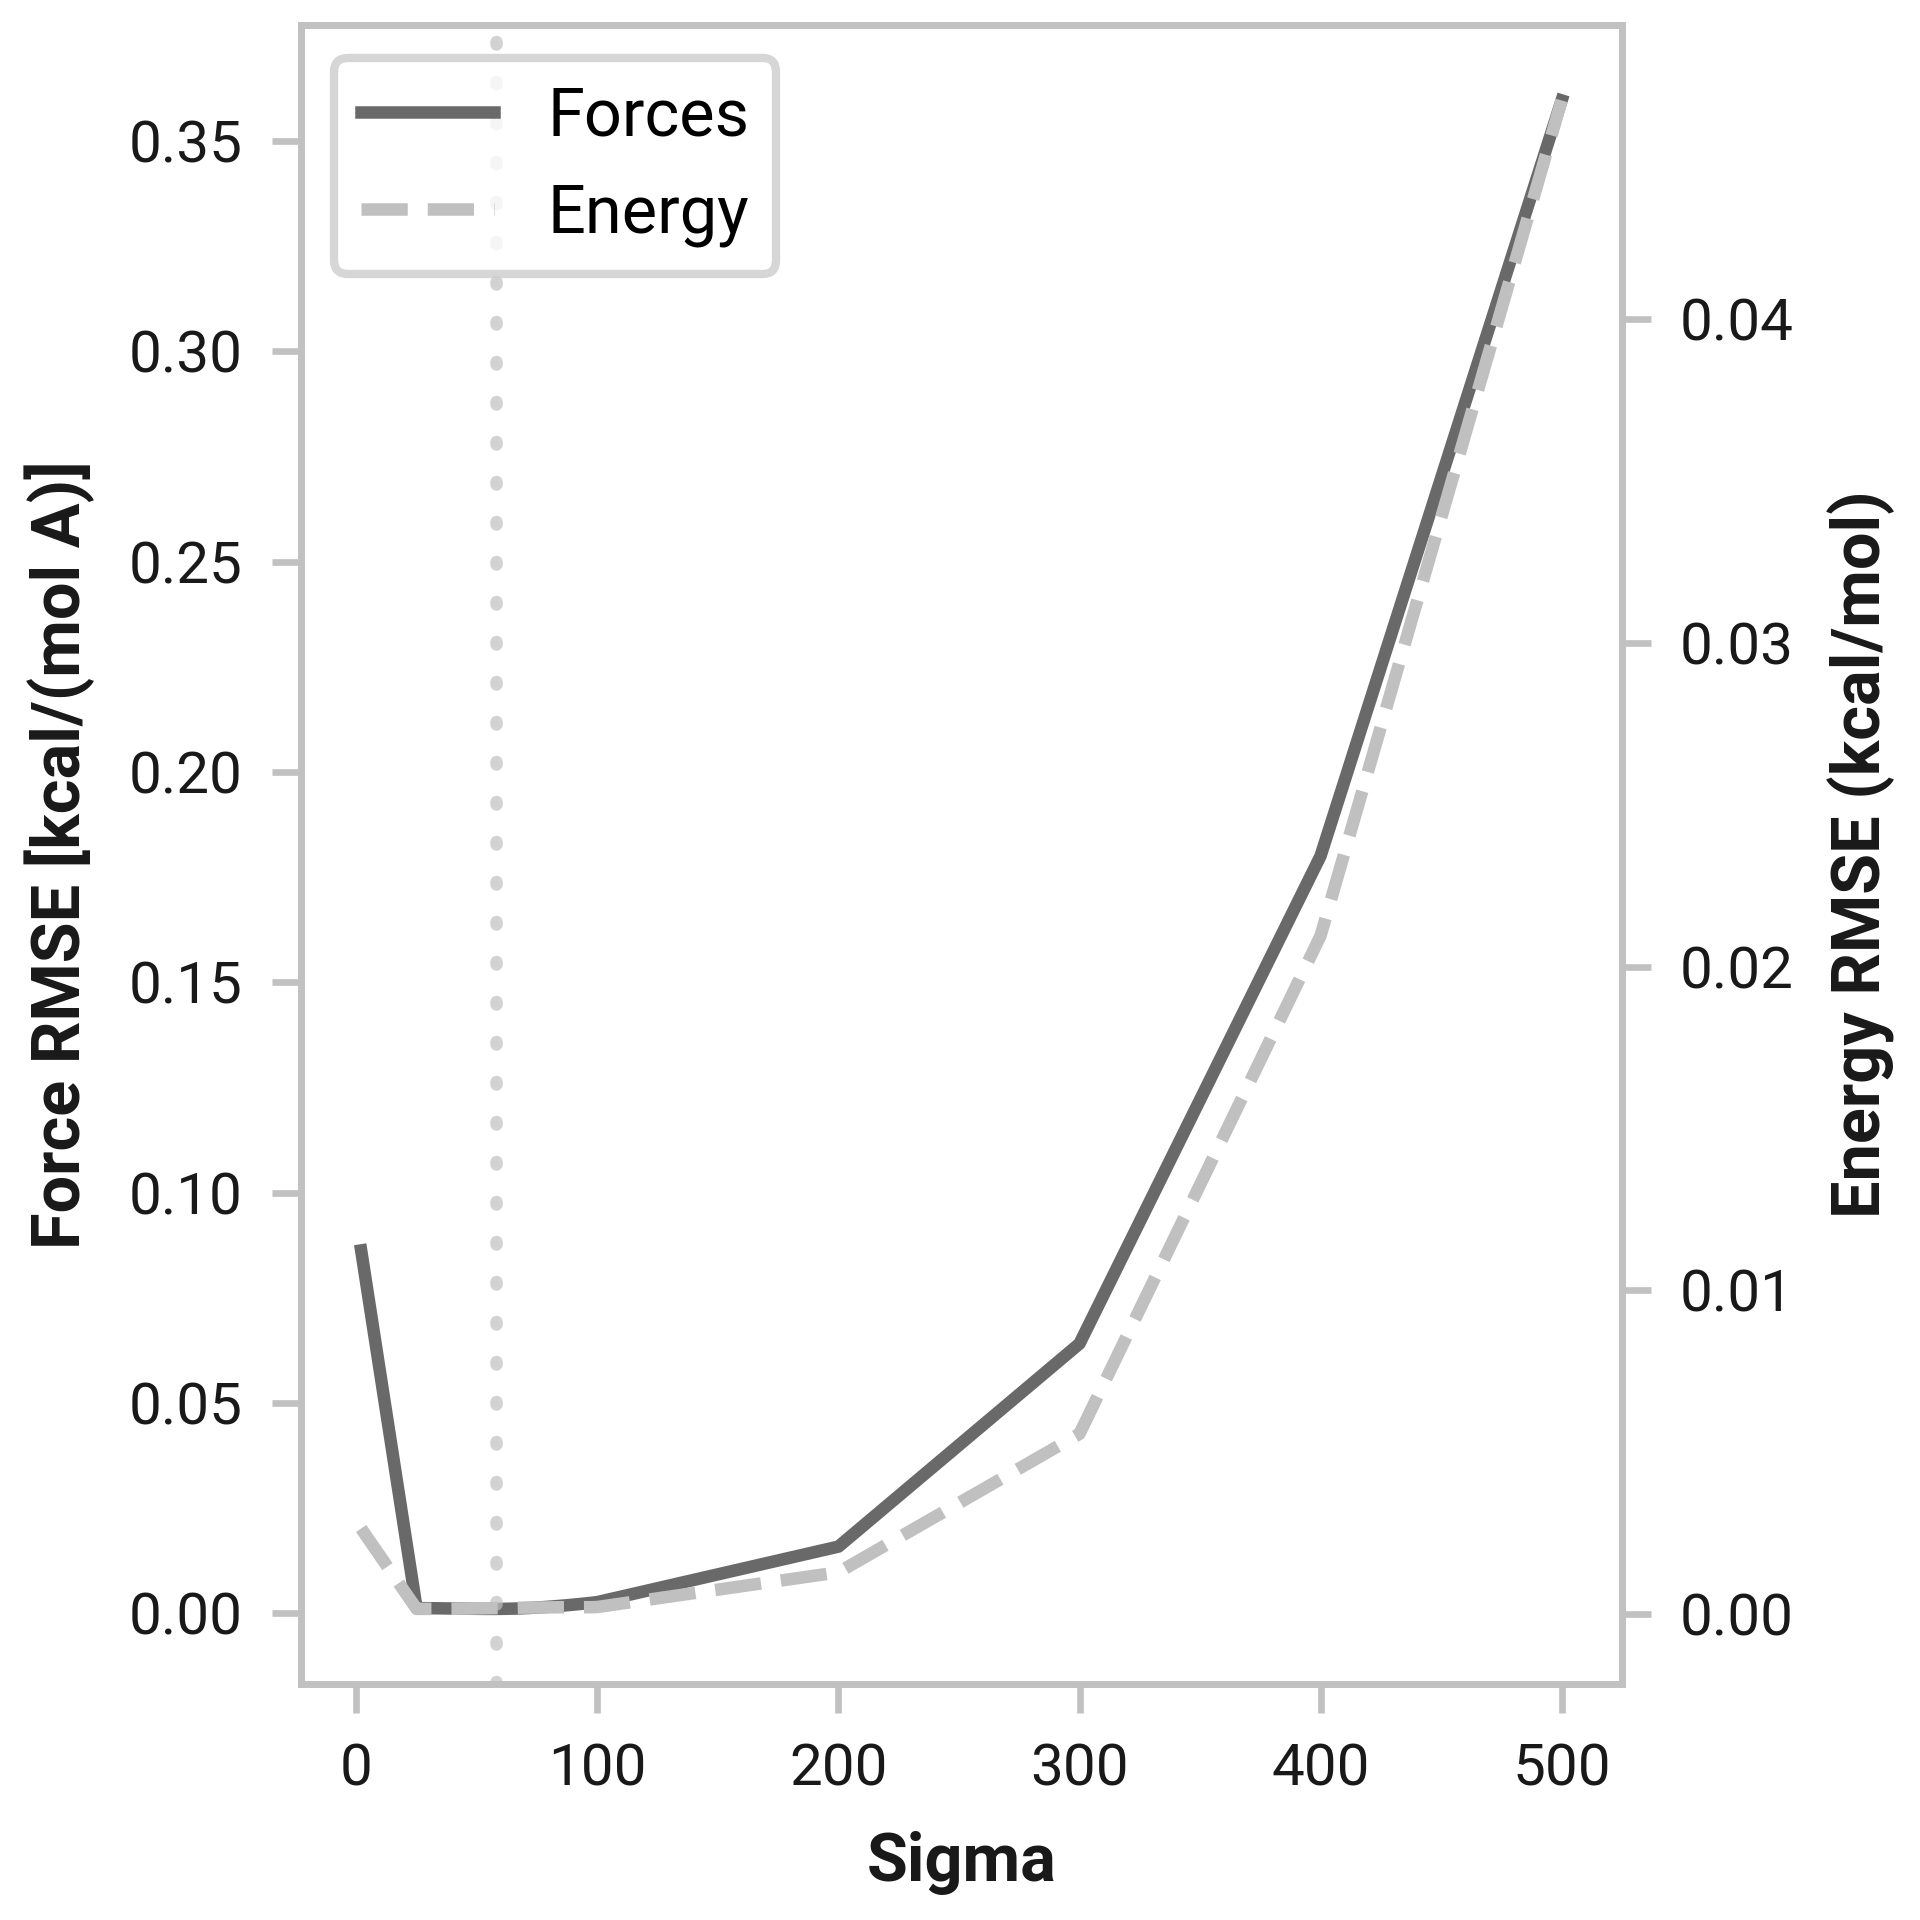 Forces
Energy
0.35
0.30
0.25
0.20
0.15
0.10
0.05
0.00
Force RMSE [kcal/(mol A)]
0.04
0.03
0.02
0.01
0.00
Energy RMSE (kcal/mol)
0 100 200 300 400 500
Sigma